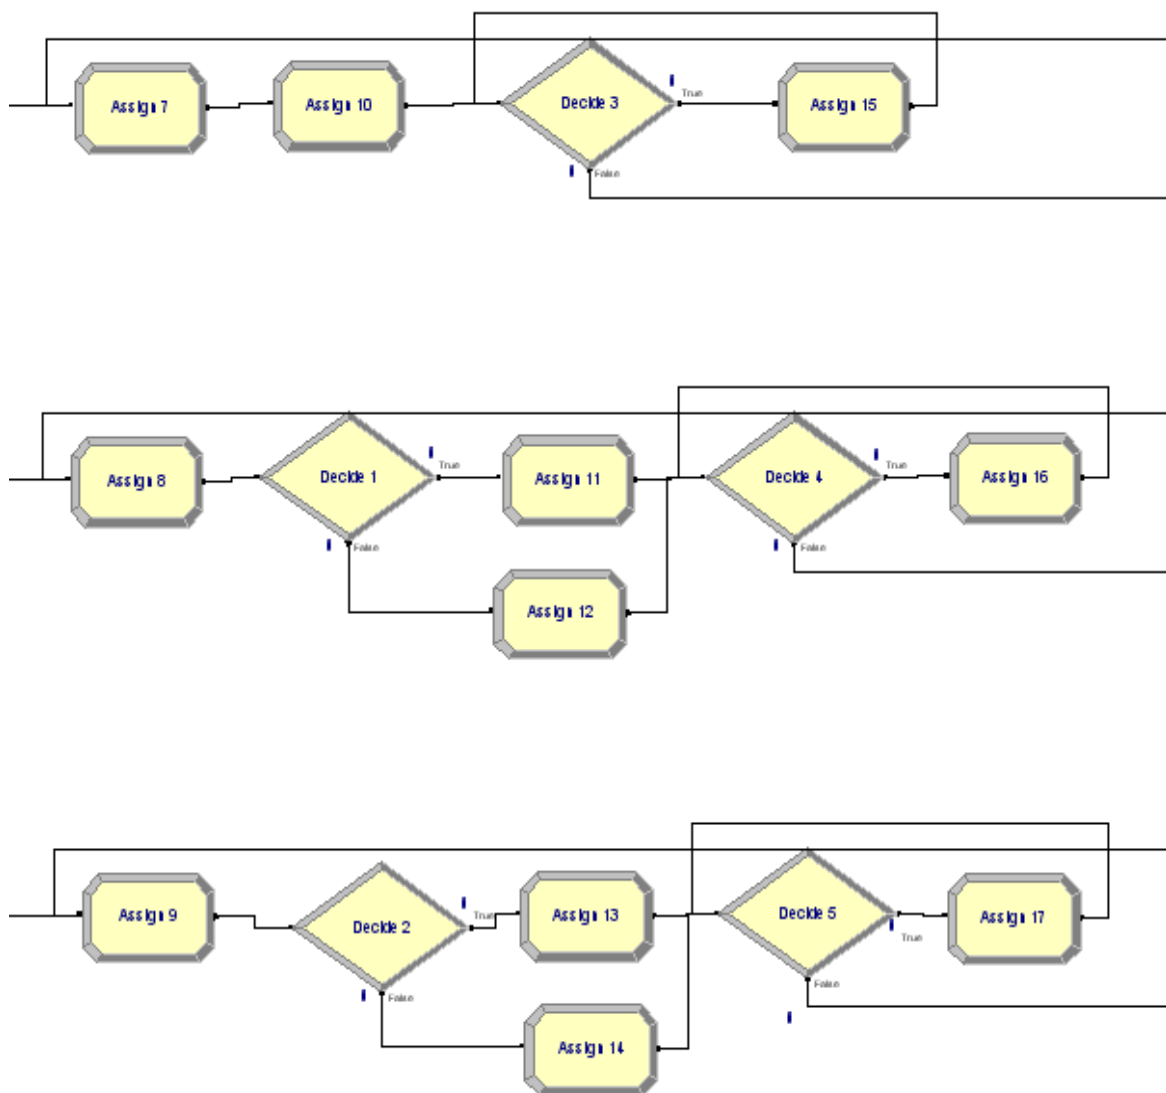 Assign 7
Assign 10
Decide 3
True
Assign 15
False
Assign 8
Decide 1
True
Assign 11
Decide 4
True
Assign 16
False
False
Assign 12
Assign 9
Decide 2
True
Assign 13
Decide 5
True
Assign 17
False
False
Assign 14